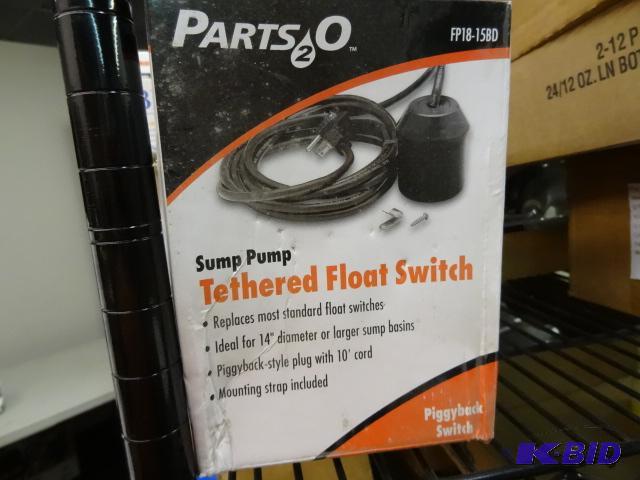 PARTS2O™
FP18-15BD
2-12 P
24/12 OZ. LN BOT
Sump Pump
Tethered Float Switch
• Replaces most standard float switches
• Ideal for 14" diameter or larger sump basins
• Piggyback-style plug with 10' cord
• Mounting strap included
Piggyback
Switch
K-BID